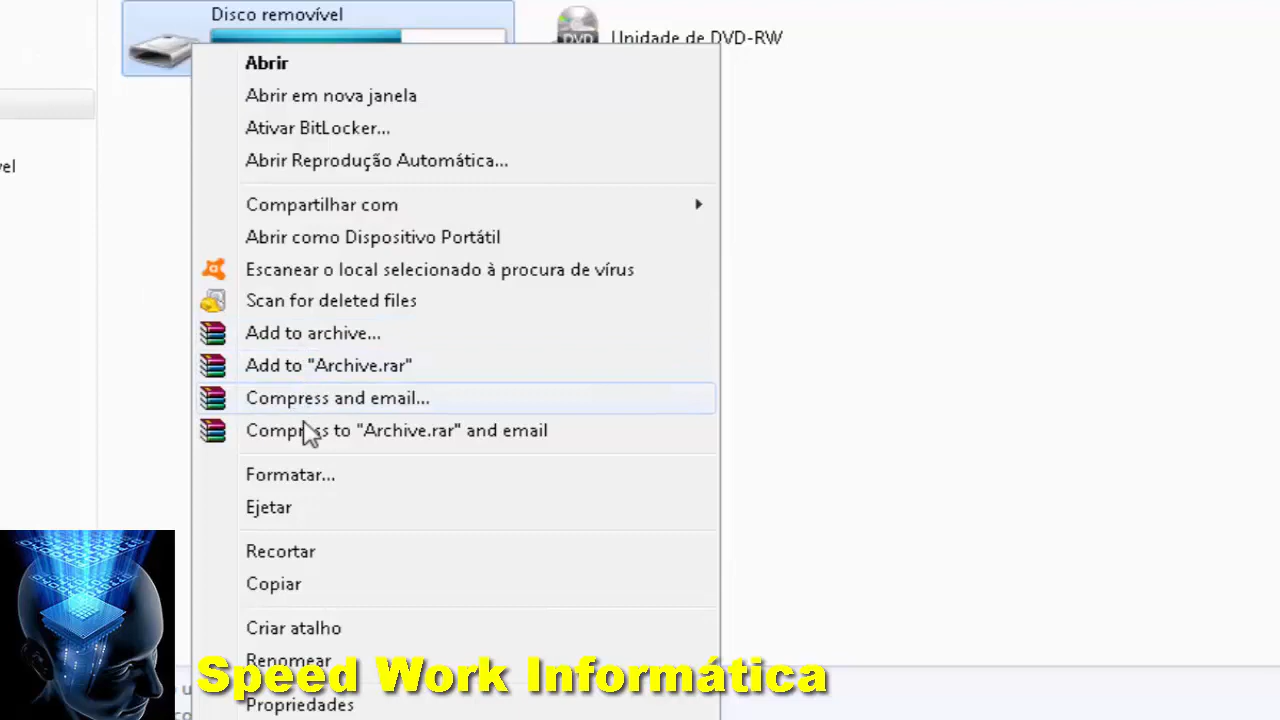 Disco removível
DVD
Unidade de DVD-RW
Abrir
Abrir em nova janela
Ativar BitLocker...
Abrir Reprodução Automática...
vel
Compartilhar com
Abrir como Dispositivo Portátil
Escanear o local selecionado à procura de vírus
Scan for deleted files
Add to archive...
Add to "Archive.rar"
Compress and email...
Compress to "Archive.rar" and email
Formatar...
Ejetar
Recortar
Copiar
Criar atalho
Renomear
Speed Work Informática
Propriedades